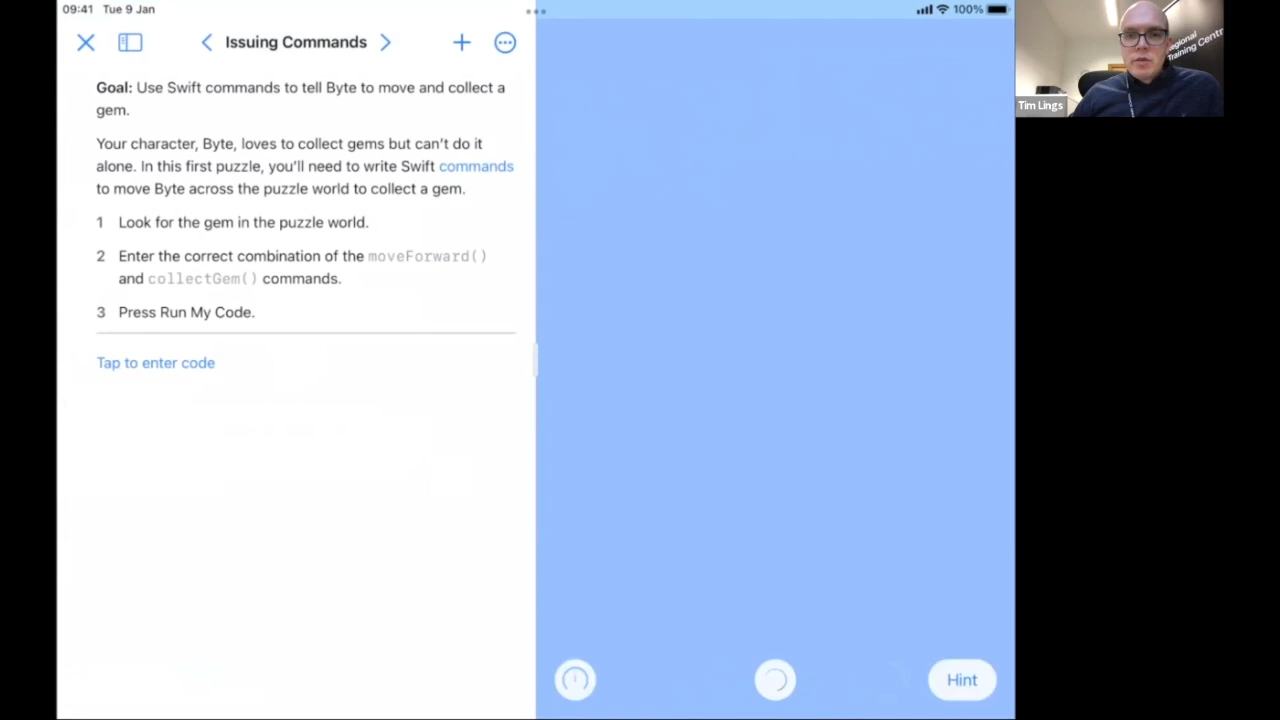 09:41 Tue 9 Jan
100%
Issuing Commands
Goal: Use Swift commands to tell Byte to move and collect a
gem.
Your character, Byte, loves to collect gems but can't do it
alone. In this first puzzle, you'll need to write Swift commands
to move Byte across the puzzle world to collect a gem.
1 Look for the gem in the puzzle world.
2 Enter the correct combination of the moveForward()
and collectGem() commands.
3 Press Run My Code.
Tap to enter code
Hint
Regional
Training Centr
Tim Lings